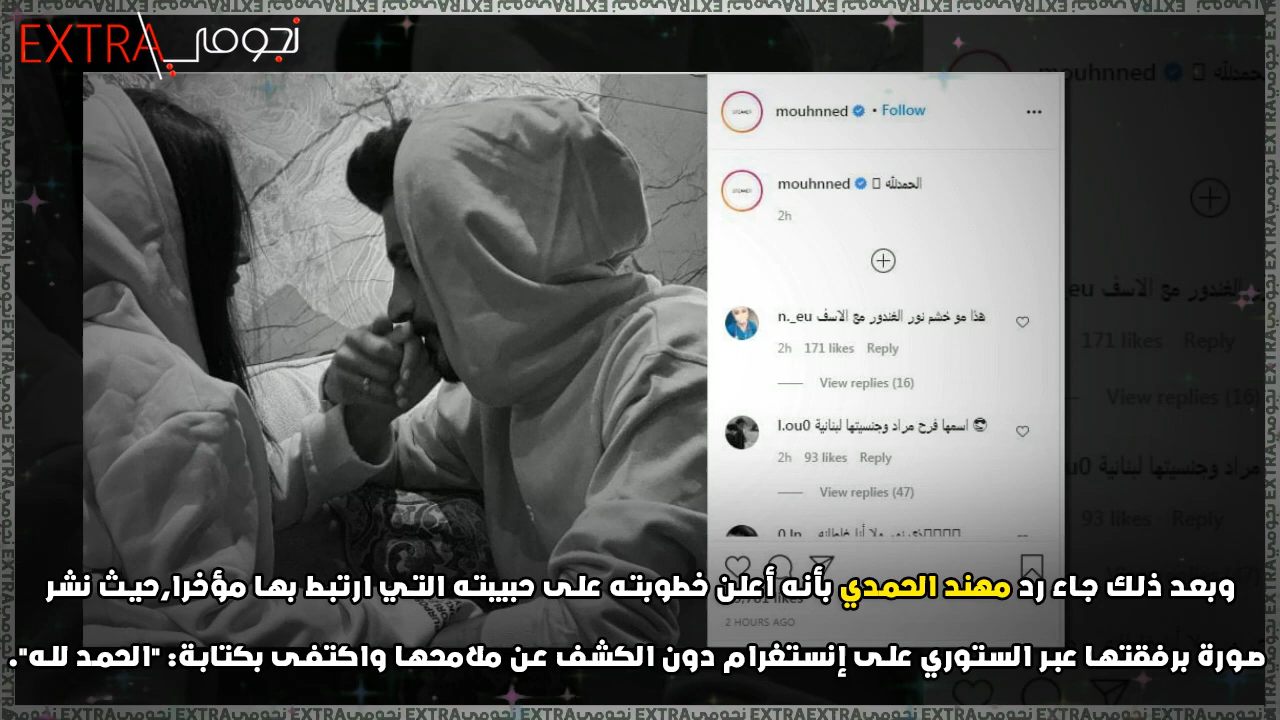 EXTRA نجومي
mouhnned • Follow
mouhnned الحمدلله
2h
n._eu هذا مو خشم نور الغندور مع الاسف
2h 171 likes Reply
View replies (16)
l.ou0 اسمها فرح مراد وجنسيتها لبنانية 😎
2h 93 likes Reply
View replies (47)
2 HOURS AGO
وبعد ذلك جاء رد مهند الحمدي بأنه أعلن خطوبته على حبيبته التي ارتبط بها مؤخرا,حيث نشر
صورة برفقتها عبر الستوري على إنستغرام دون الكشف عن ملامحها واكتفى بكتابة: "الحمد لله".